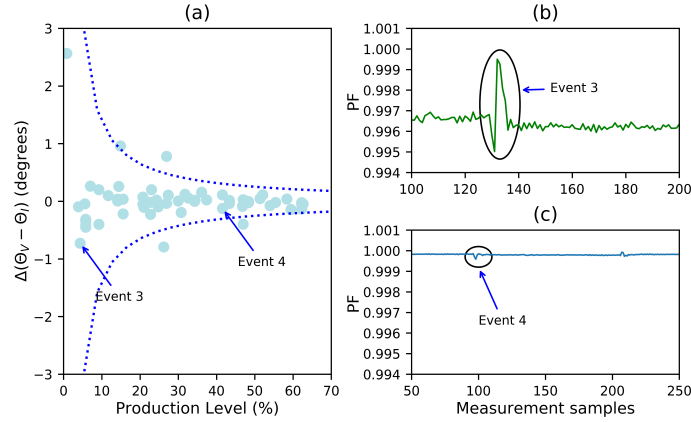 (a)
3
2
1
0
−1
−2
−3
Δ(Θ_V − Θ_I) (degrees)
Event 4
Event 3
0 10 20 30 40 50 60 70
Production Level (%)
(b)
1.001
1.000
0.999
0.998
0.997
0.996
0.995
0.994
PF
Event 3
100 120 140 160 180 200
(c)
1.001
1.000
0.999
0.998
0.997
0.996
0.995
0.994
PF
Event 4
50 100 150 200 250
Measurement samples